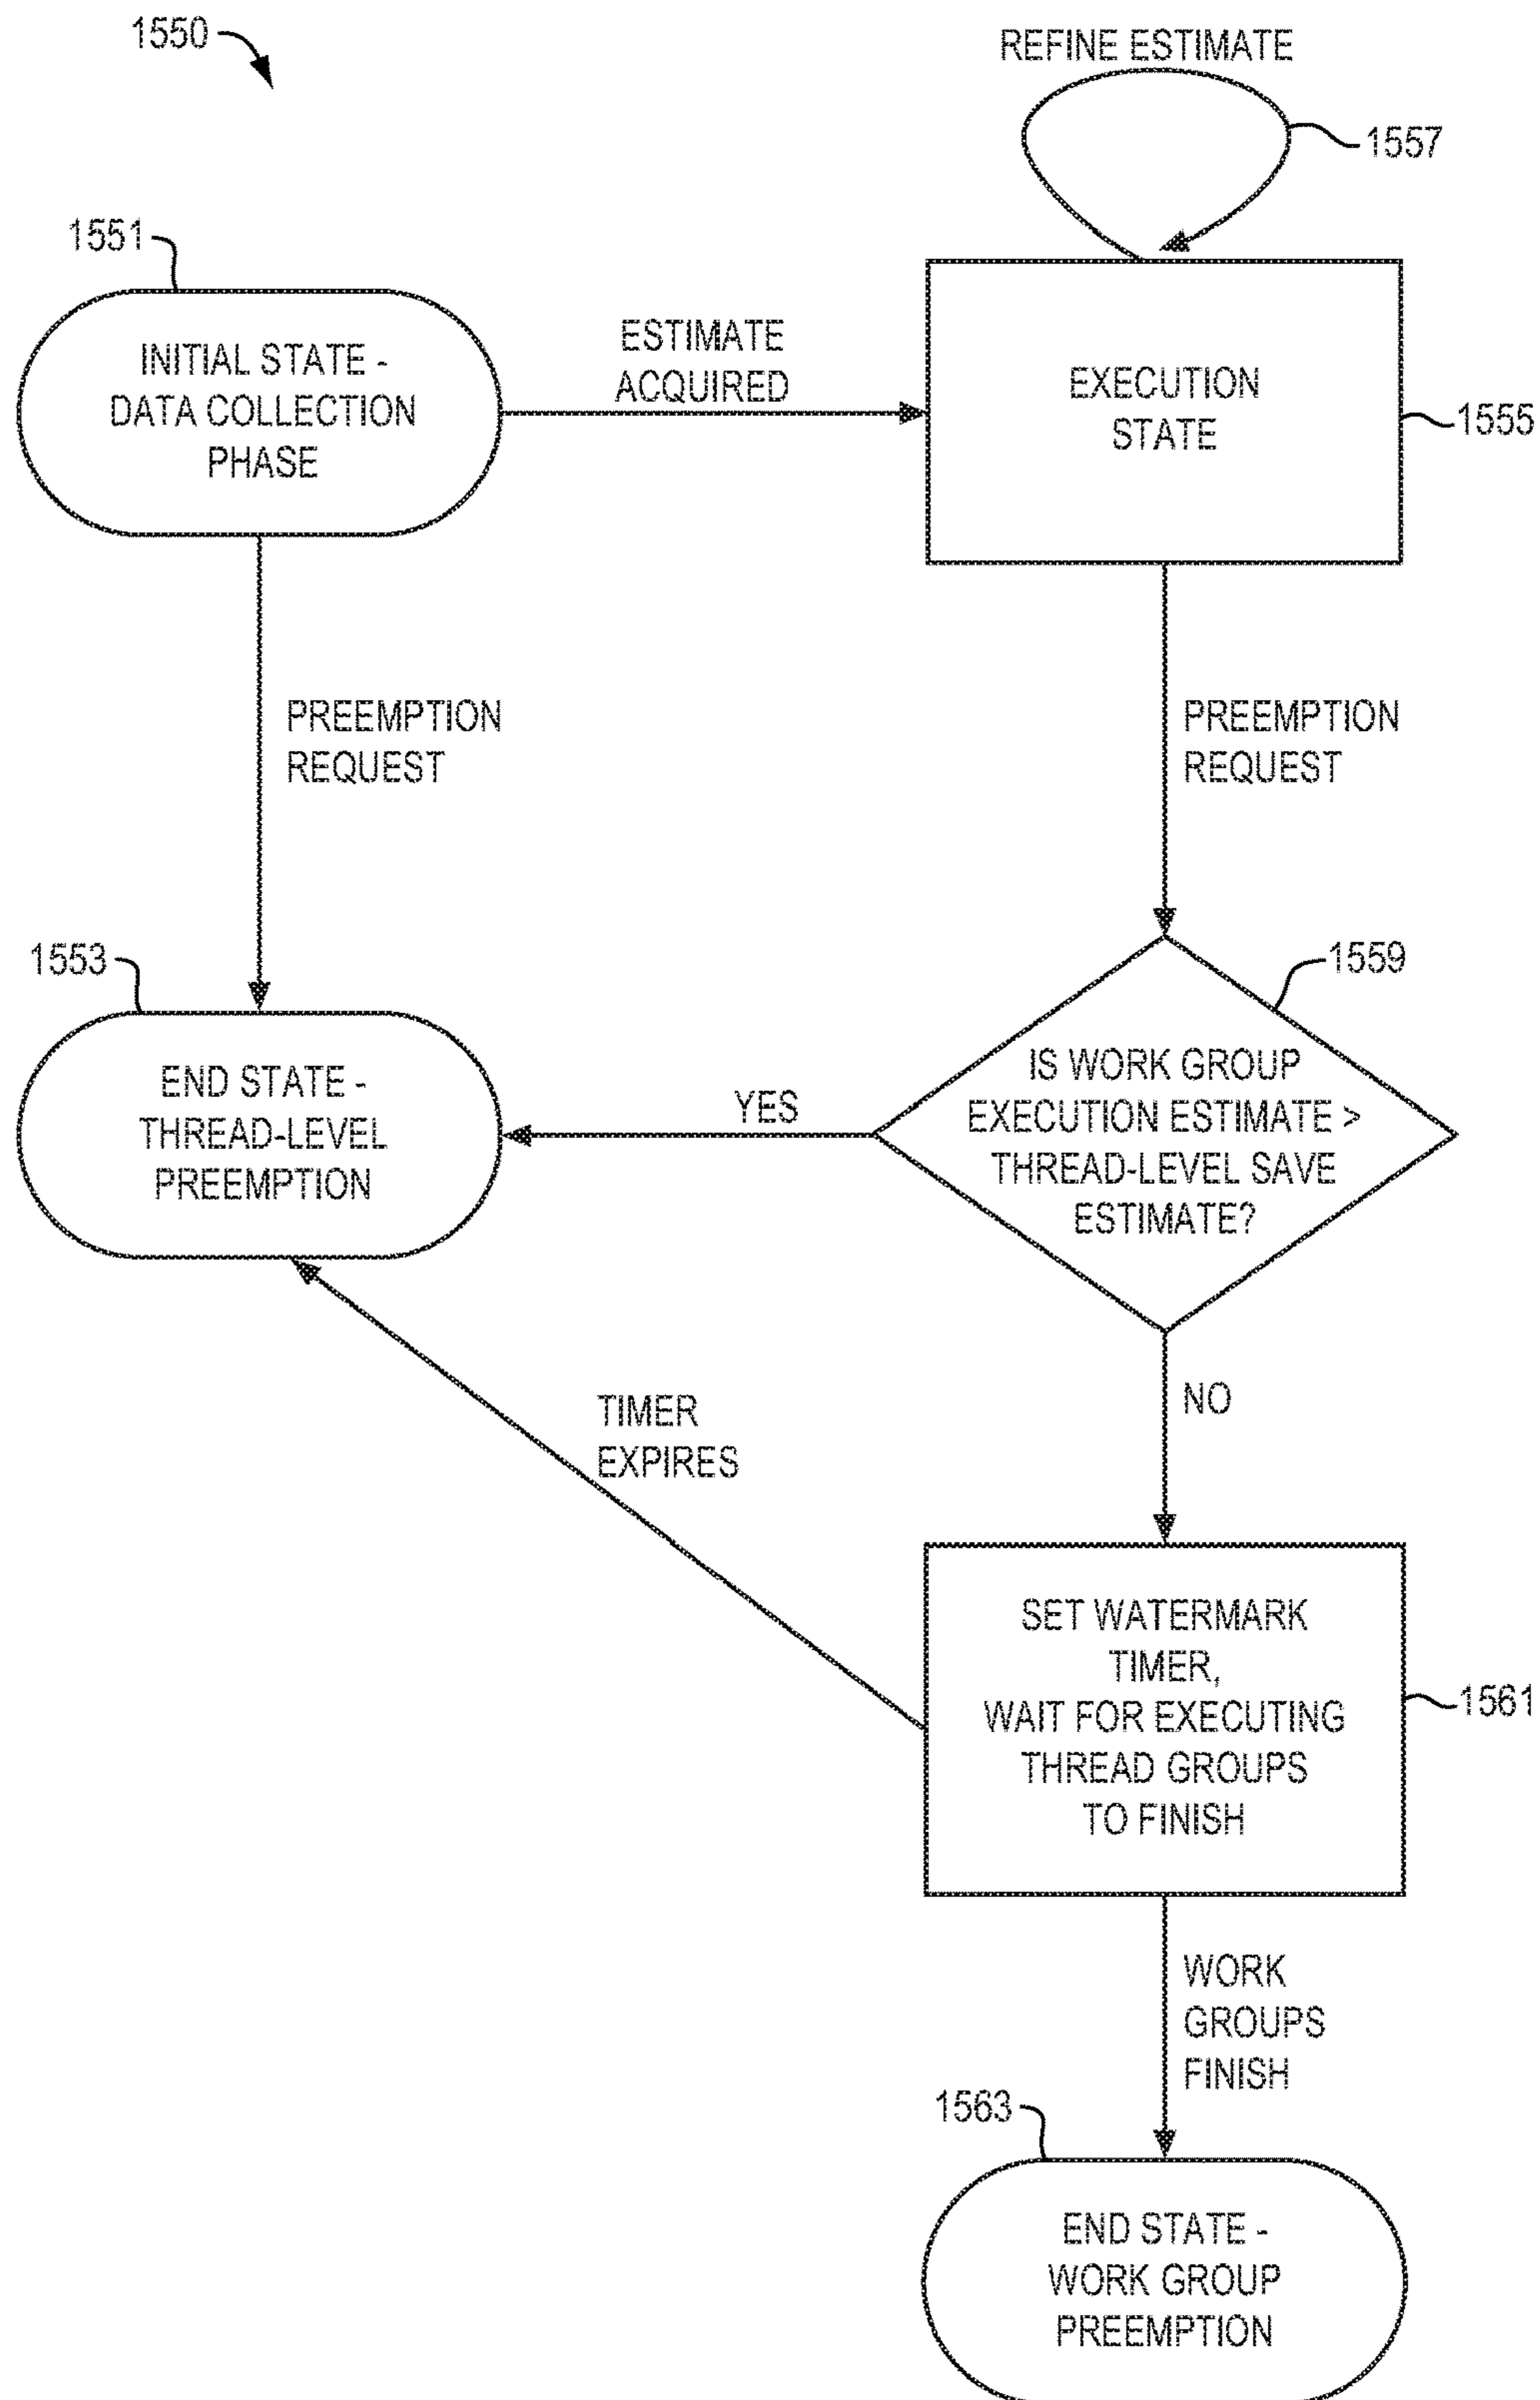 1550
REFINE ESTIMATE
1557
1551
INITIAL STATE -
DATA COLLECTION
PHASE
ESTIMATE
ACQUIRED
EXECUTION
STATE
1555
PREEMPTION
REQUEST
PREEMPTION
REQUEST
1553
END STATE -
THREAD-LEVEL
PREEMPTION
YES
1559
IS WORK GROUP
EXECUTION ESTIMATE >
THREAD-LEVEL SAVE
ESTIMATE?
TIMER
EXPIRES
NO
SET WATERMARK
TIMER,
WAIT FOR EXECUTING
THREAD GROUPS
TO FINISH
1561
WORK
GROUPS
FINISH
1563
END STATE -
WORK GROUP
PREEMPTION